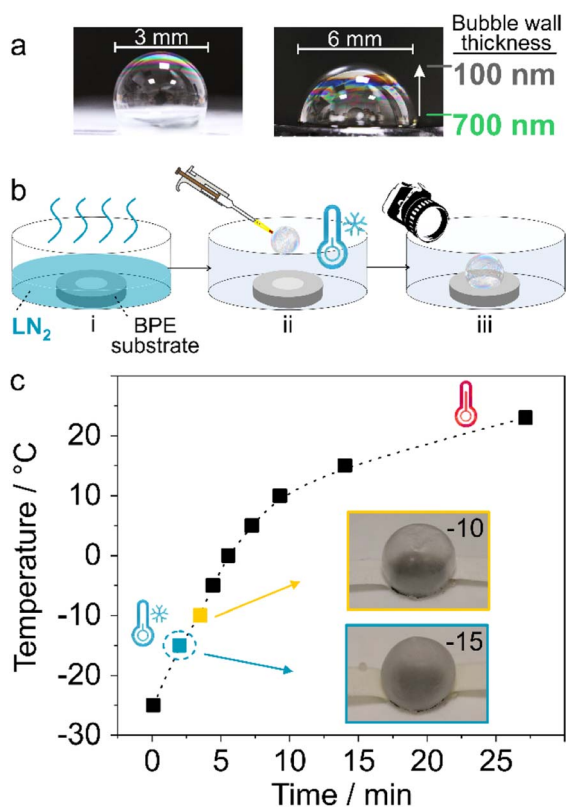 a
3 mm
6 mm
Bubble wall
thickness
100 nm
700 nm
b
LN2
i
BPE
substrate
ii
iii
c
Temperature / °C
20
10
0
-10
-20
-30
-10
-15
0
5
10
15
20
25
Time / min